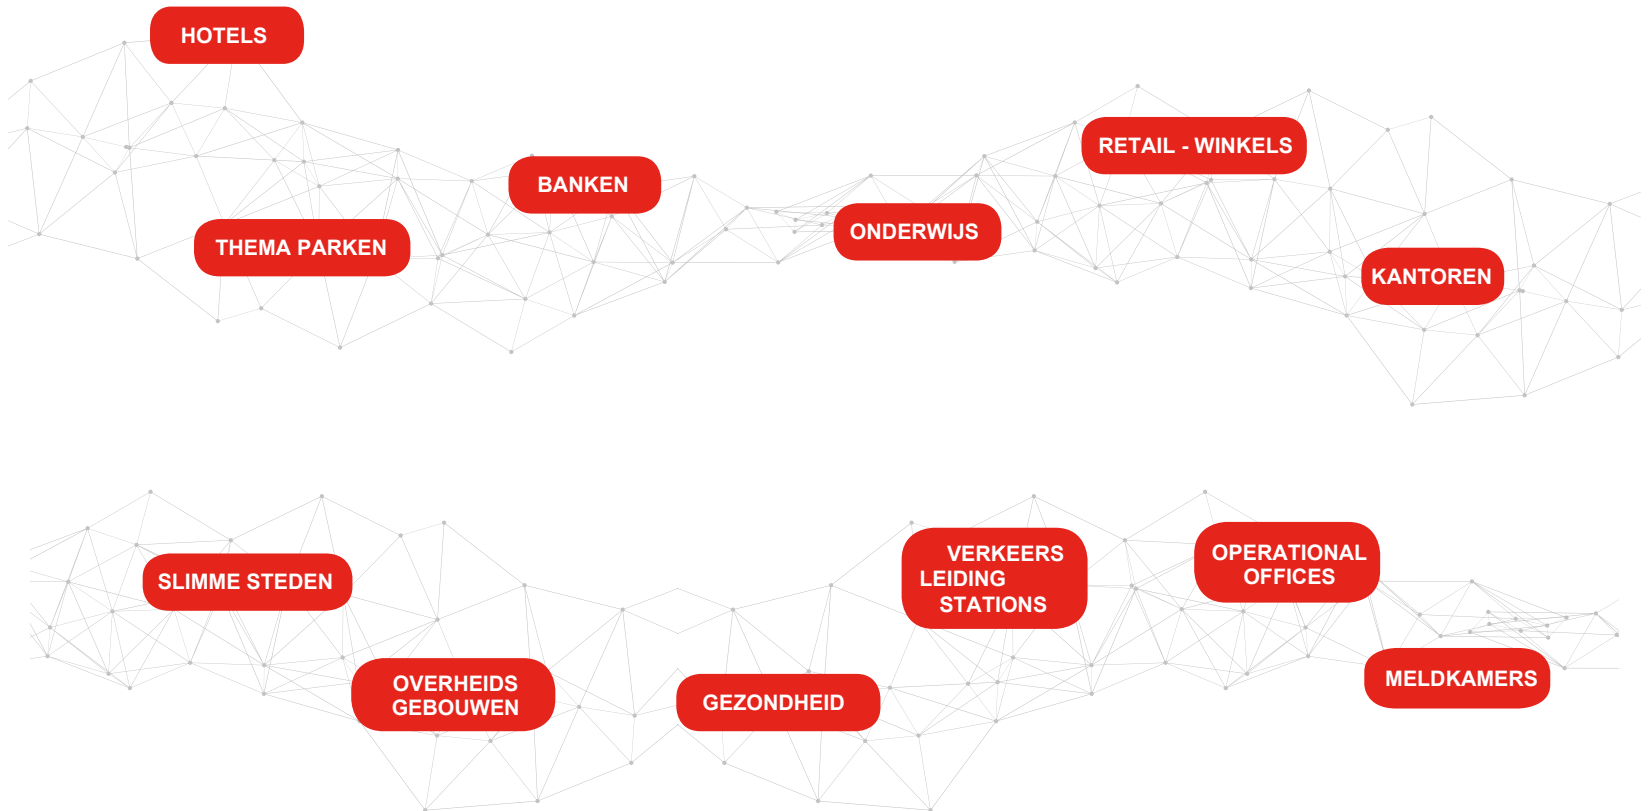 HOTELS
THEMA PARKEN
BANKEN
ONDERWIJS
RETAIL - WINKELS
KANTOREN
SLIMME STEDEN
OVERHEIDS
GEBOUWEN
GEZONDHEID
VERKEERS
LEIDING
STATIONS
OPERATIONAL
OFFICES
MELDKAMERS